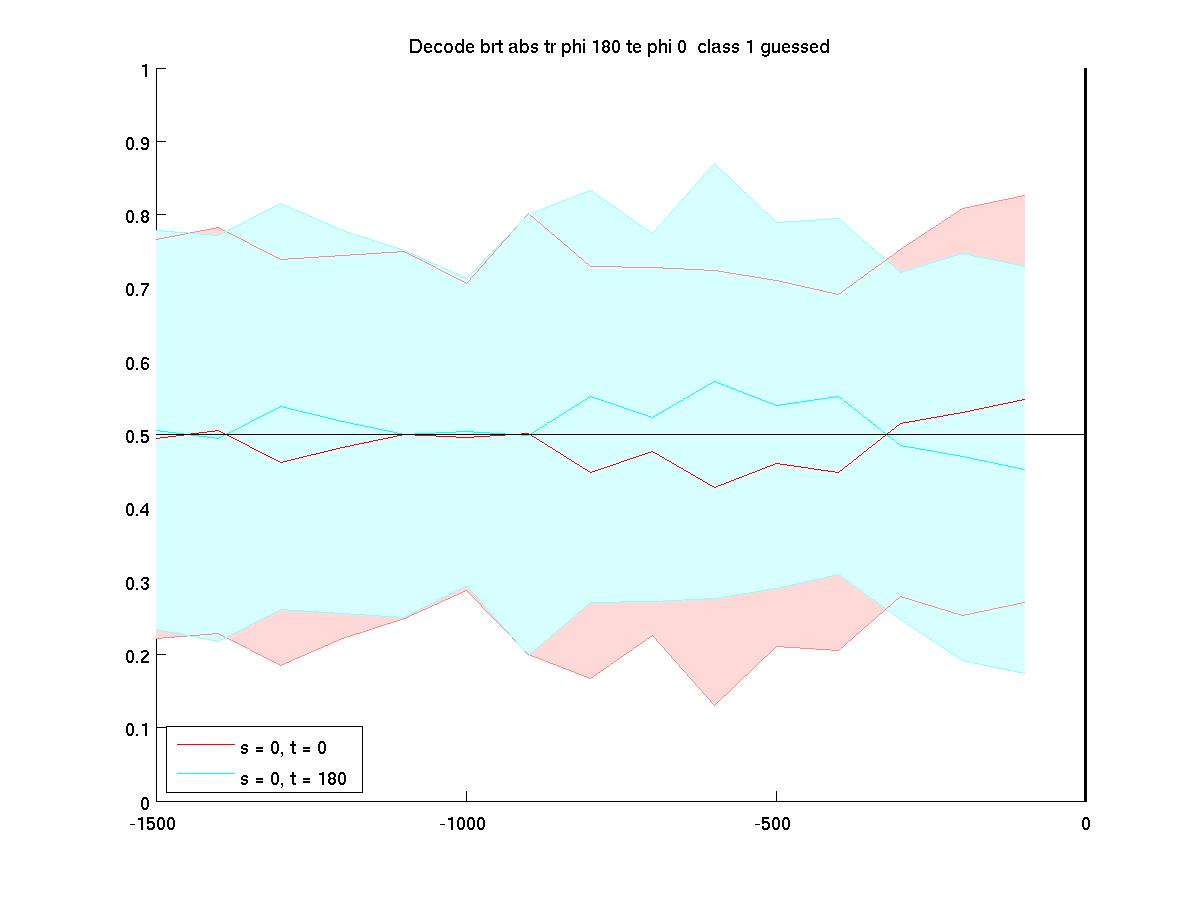 Decode brt abs tr phi 180 te phi 0  class 1 guessed
1
0.9
0.8
0.7
0.6
0.5
0.4
0.3
0.2
0.1
0
s = 0, t = 0
s = 0, t = 180
-1500 -1000 -500 0